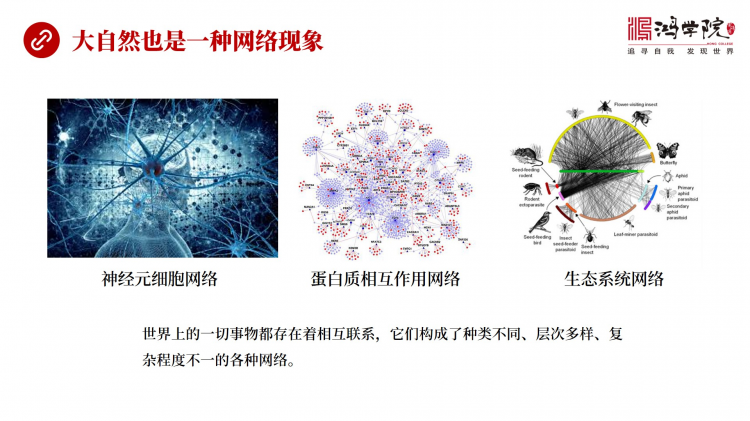 大自然也是一种网络现象
鸿学院
HONG COLLEGE
追寻自我 发现世界
Flower-visiting insect
Butterfly
Aphid
Primary
aphid
parasitoid
Secondary
aphid
parasitoid
Leaf-miner parasitoid
Seed-feeding
insect
Insect
seed-feeder
parasitoid
Seed-feeding
bird
Rodent
ectoparasite
Seed-feeding
rodent
神经元细胞网络
蛋白质相互作用网络
生态系统网络
世界上的一切事物都存在着相互联系，它们构成了种类不同、层次多样、复
杂程度不一的各种网络。